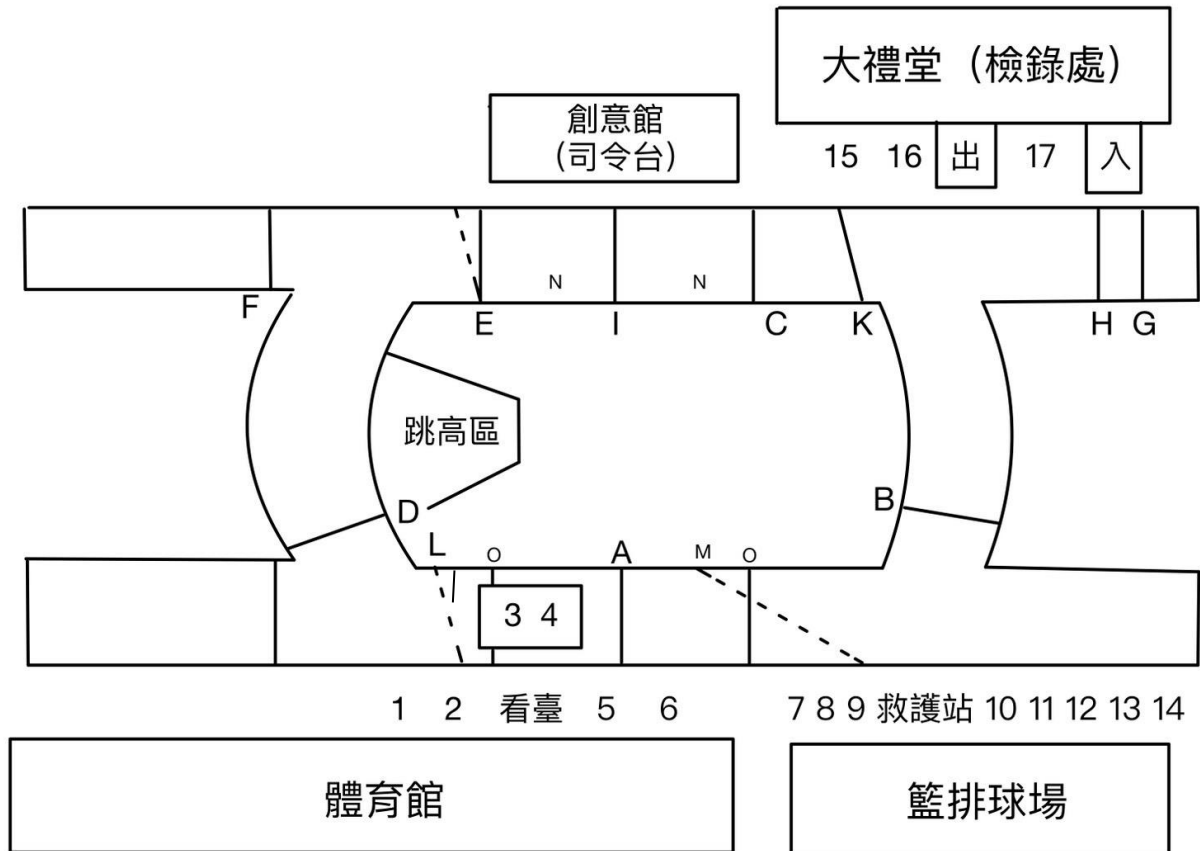 大禮堂（檢錄處）
創意館
(司令台)
15 16 出 17 入
N N
F E I C K H G
跳高區
D B
L O A M O
3 4
1 2 看臺 5 6 7 8 9 救護站 10 11 12 13 14
體育館 籃排球場